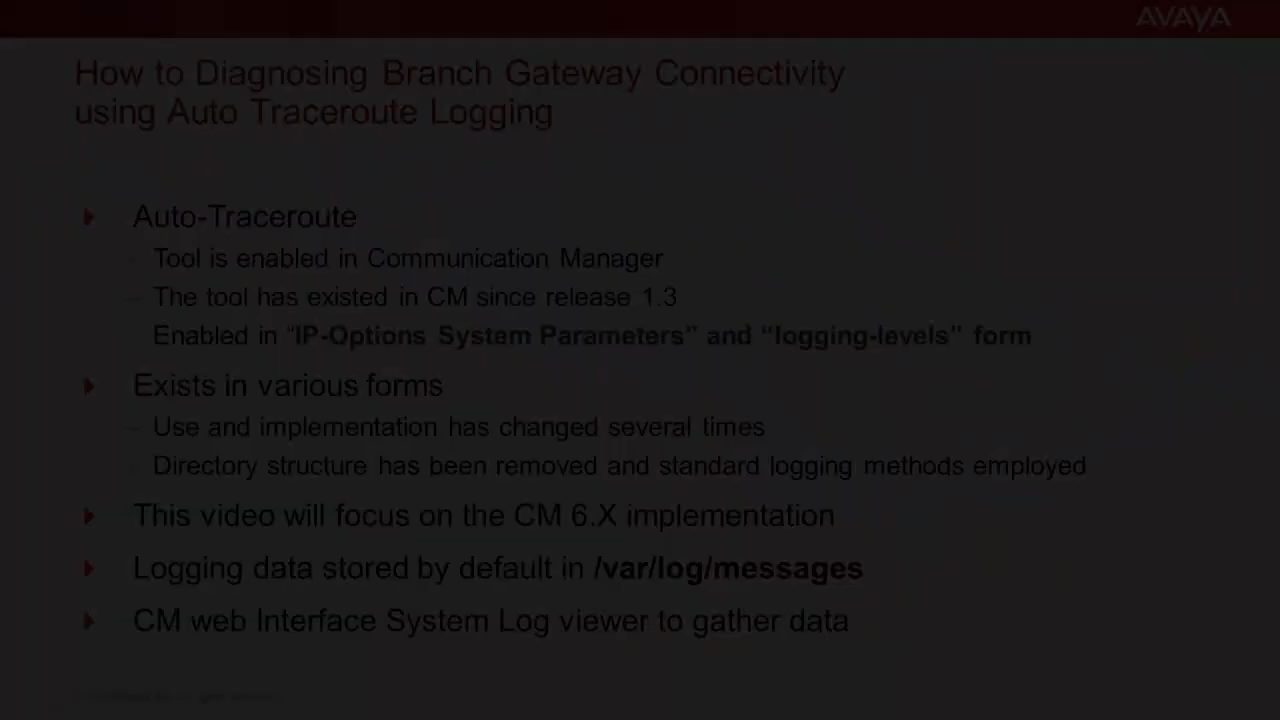 AVAYA
How to Diagnosing Branch Gateway Connectivity
using Auto Traceroute Logging
Auto-Traceroute
– Tool is enabled in Communication Manager
– The tool has existed in CM since release 1.3
Enabled in “IP-Options System Parameters” and “logging-levels” form
Exists in various forms
– Use and implementation has changed several times
– Directory structure has been removed and standard logging methods employed
This video will focus on the CM 6.X implementation
Logging data stored by default in /var/log/messages
CM web Interface System Log viewer to gather data